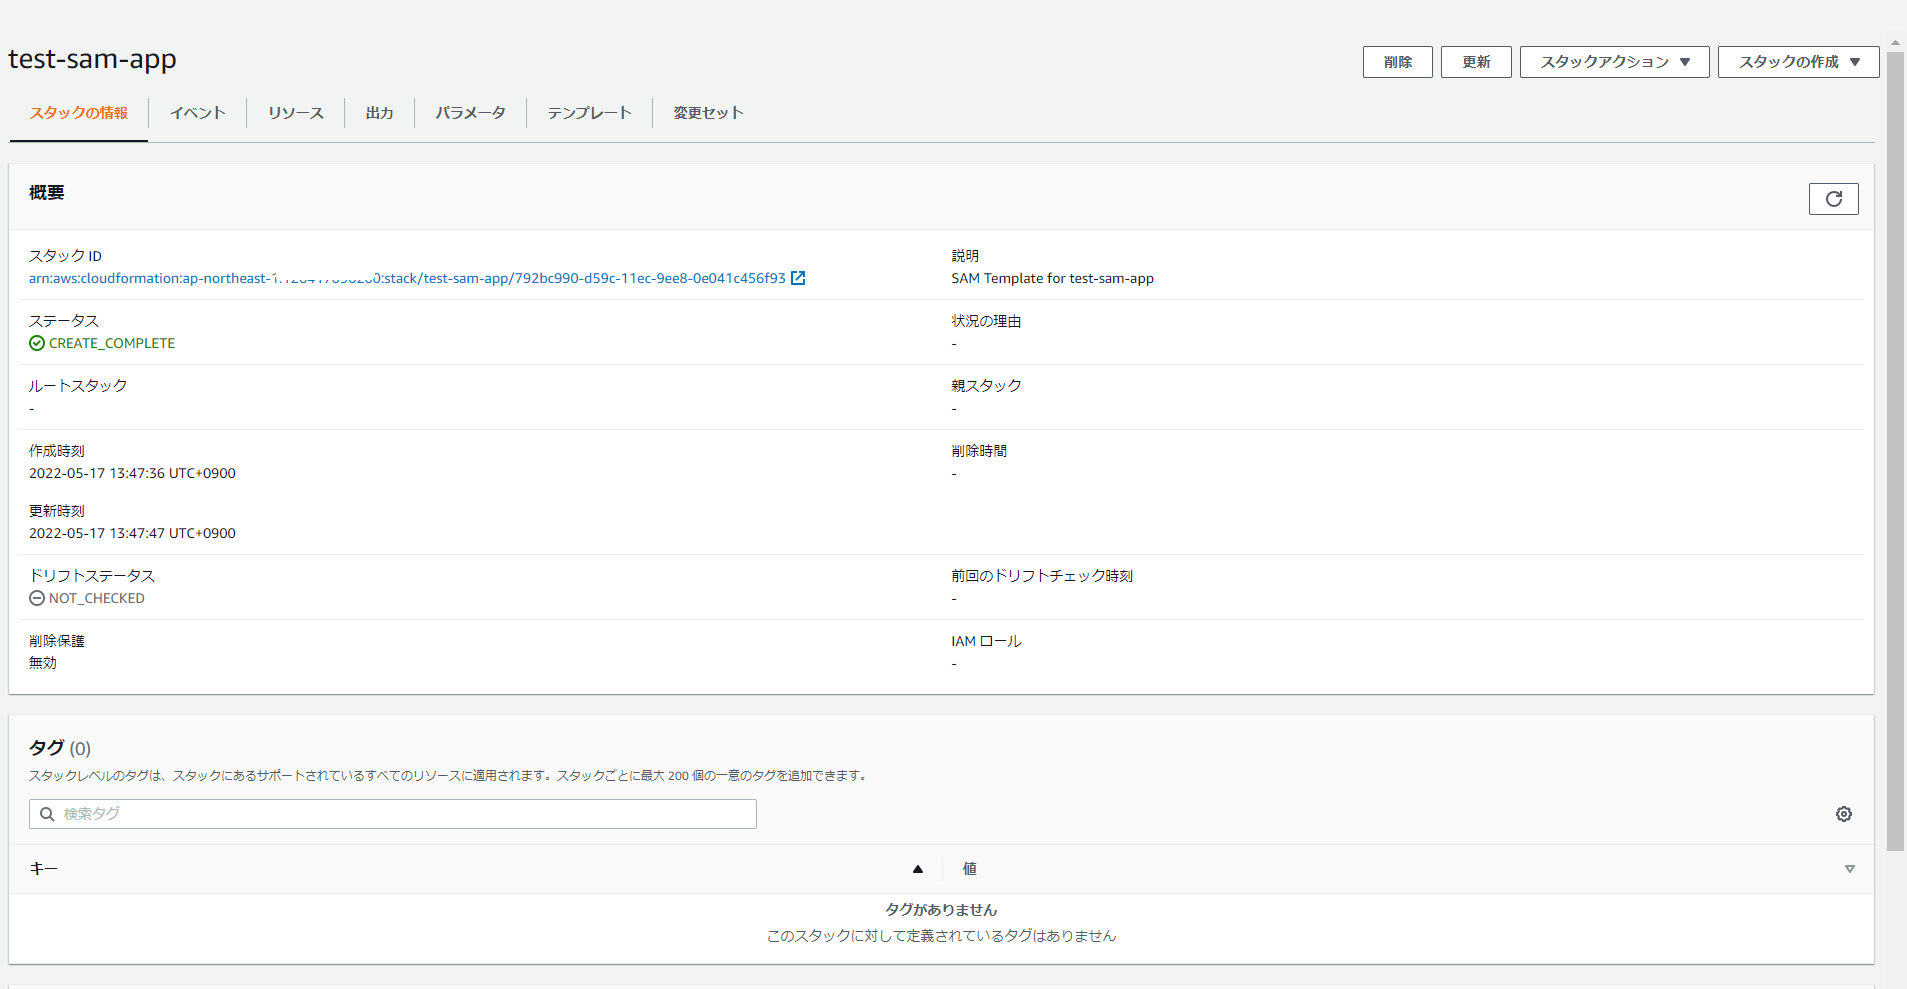 test-sam-app
削除 更新 スタックアクション スタックの作成
スタックの情報 イベント リソース 出力 パラメータ テンプレート 変更セット
概要
スタック ID
arn:aws:cloudformation:ap-northeast- :stack/test-sam-app/792bc990-d59c-11ec-9ee8-0e041c456f93
説明
SAM Template for test-sam-app
ステータス
CREATE_COMPLETE
状況の理由
-
ルートスタック
-
親スタック
-
作成時刻
2022-05-17 13:47:36 UTC+0900
削除時間
-
更新時刻
2022-05-17 13:47:47 UTC+0900
ドリフトステータス
NOT_CHECKED
前回のドリフトチェック時刻
-
削除保護
無効
IAM ロール
-
タグ (0)
スタックレベルのタグは、スタックにあるサポートされているすべてのリソースに適用されます。スタックごとに最大 200 個の一意のタグを追加できます。
検索タグ
キー 値
タグがありません
このスタックに対して定義されているタグはありません